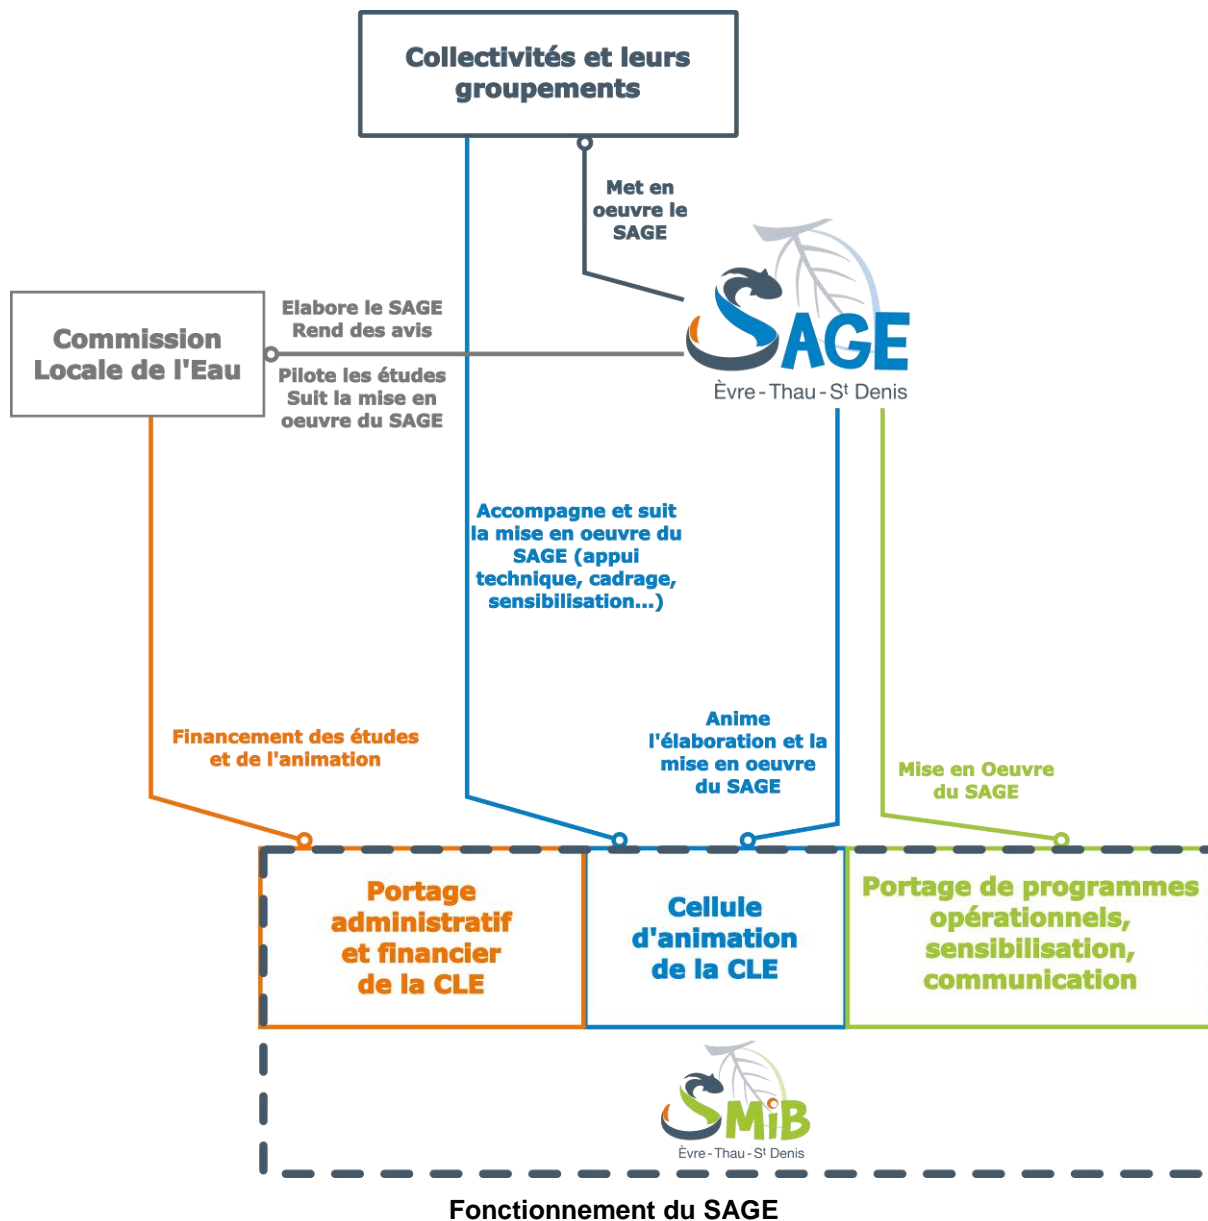 Collectivités et leurs
groupements
Met en
oeuvre le
SAGE
SAGE
Èvre - Thau - Sᵗ Denis
Elabore le SAGE
Rend des avis
Commission
Locale de l'Eau
Pilote les études
Suit la mise en
oeuvre du SAGE
Accompagne et suit
la mise en oeuvre du
SAGE (appui
technique, cadrage,
sensibilisation...)
Financement des études
et de l'animation
Anime
l'élaboration et la
mise en oeuvre
du SAGE
Mise en Oeuvre
du SAGE
Portage
administratif
et financier
de la CLE
Cellule
d'animation
de la CLE
Portage de programmes
opérationnels,
sensibilisation,
communication
SMiB
Èvre - Thau - Sᵗ Denis
Fonctionnement du SAGE